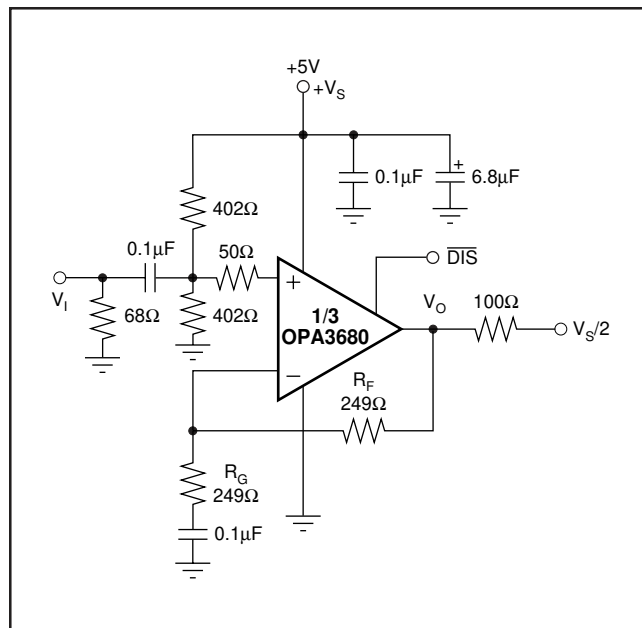 +5V
+V_S
0.1µF
+
6.8µF
402Ω
0.1µF
50Ω
DIS
V_I
68Ω
402Ω
+
1/3
OPA3680
−
V_O
100Ω
V_S/2
R_F
249Ω
R_G
249Ω
0.1µF